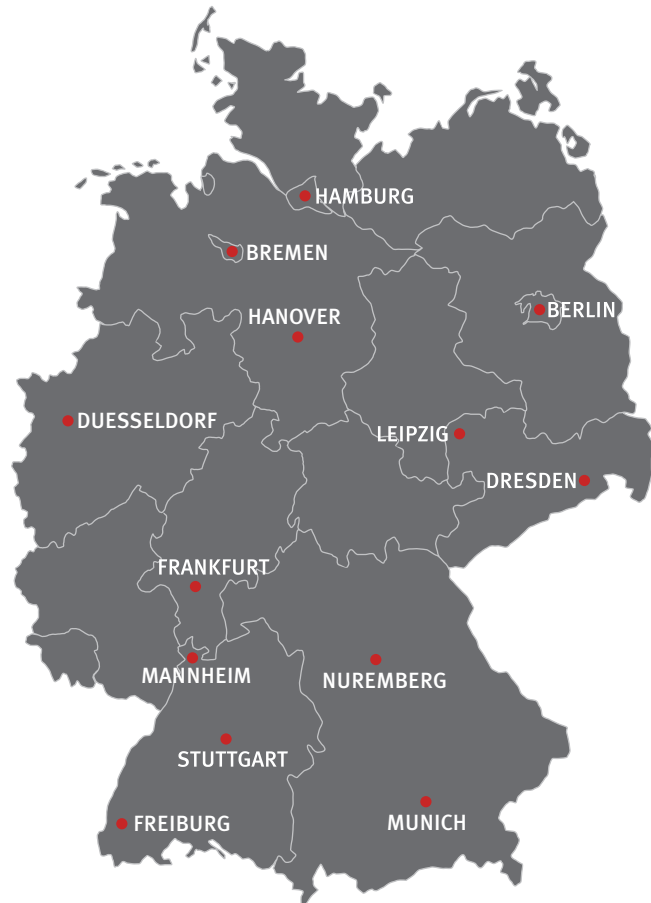 HAMBURG
BREMEN
BERLIN
HANOVER
DUESSELDORF
LEIPZIG
DRESDEN
FRANKFURT
MANNHEIM
NUREMBERG
STUTTGART
FREIBURG
MUNICH